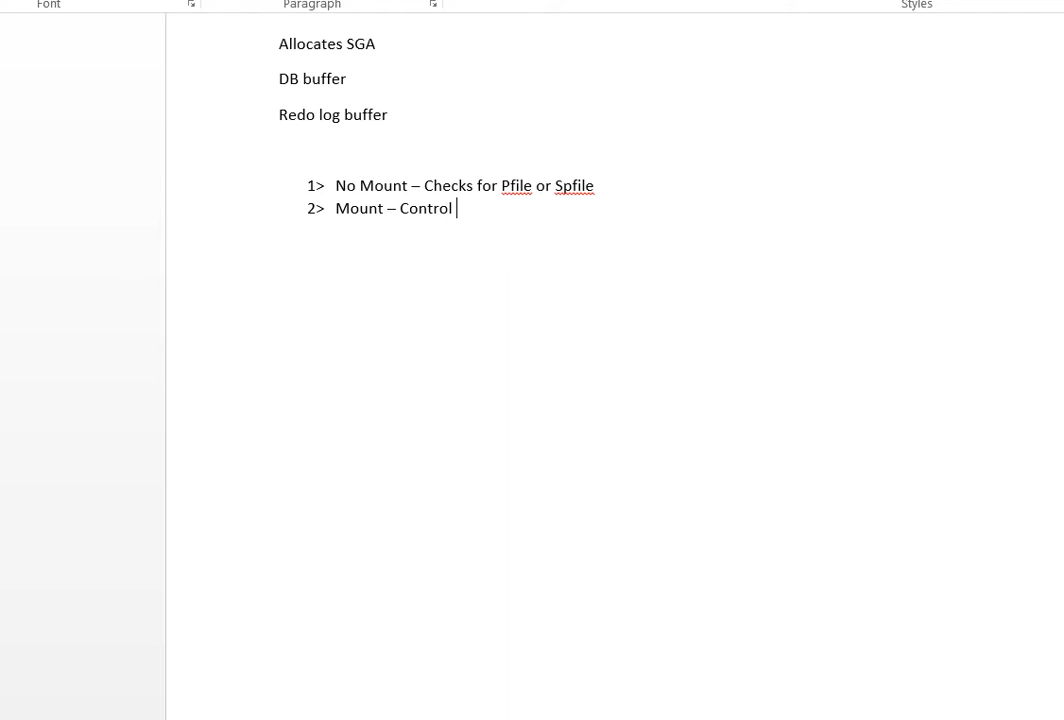 Font Paragraph Styles
Allocates SGA
DB buffer
Redo log buffer
1> No Mount – Checks for Pfile or Spfile
2> Mount – Control